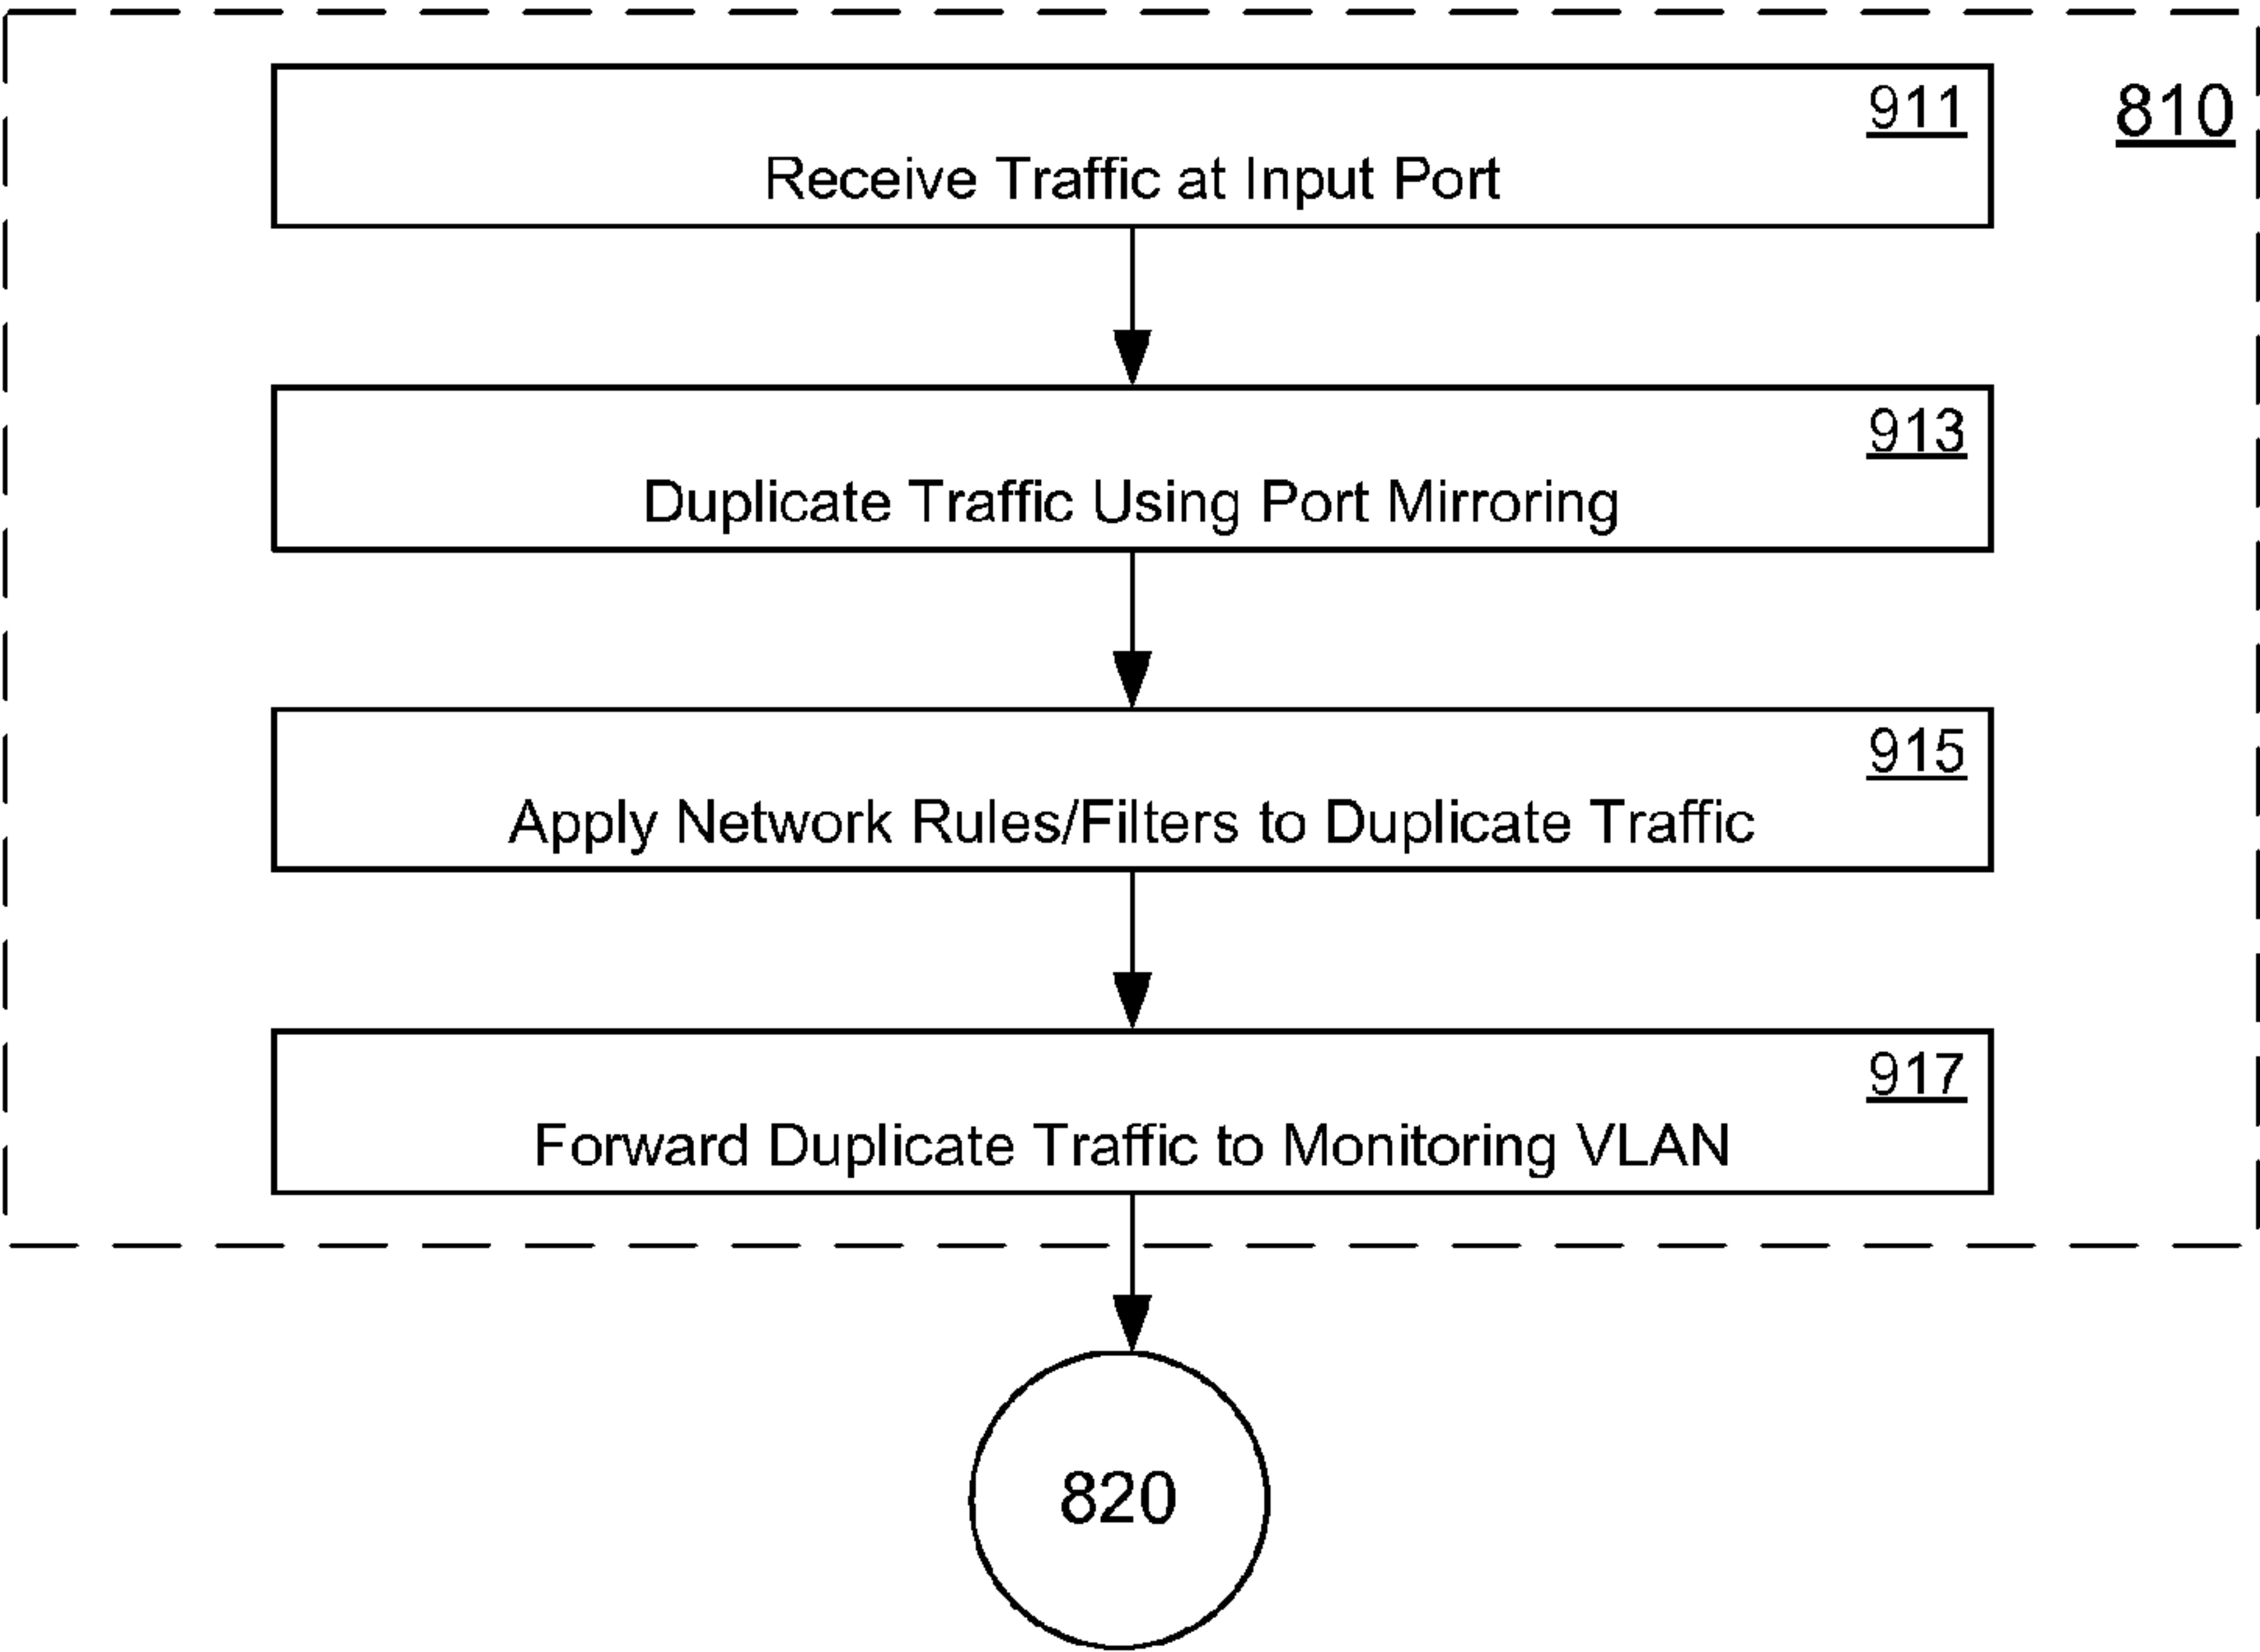 911
810
Receive Traffic at Input Port
913
Duplicate Traffic Using Port Mirroring
915
Apply Network Rules/Filters to Duplicate Traffic
917
Forward Duplicate Traffic to Monitoring VLAN
820